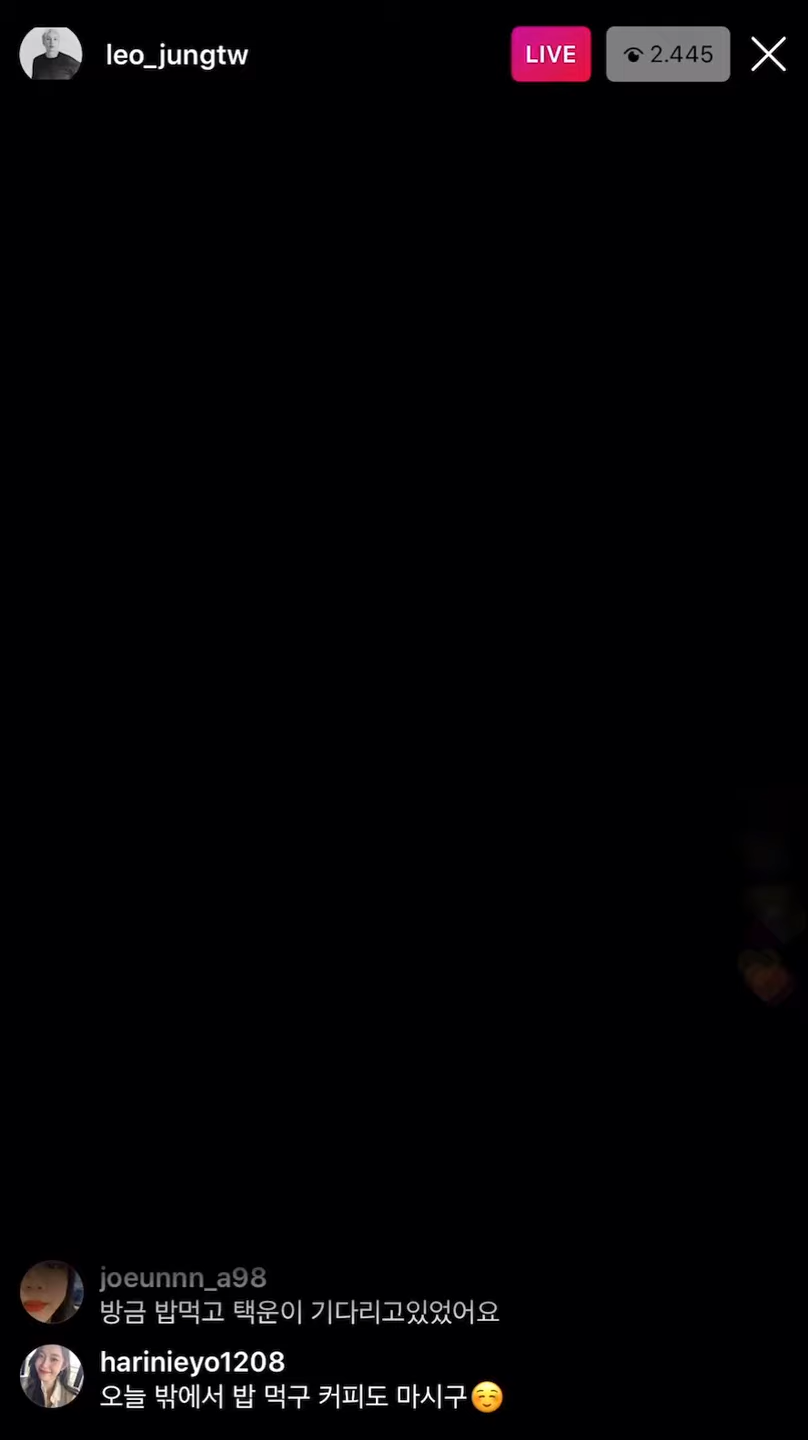 leo_jungtw
LIVE
2.445
joeunnn_a98
방금 밥먹고 택운이 기다리고있었어요
harinieyo1208
오늘 밖에서 밥 먹구 커피도 마시구☺️